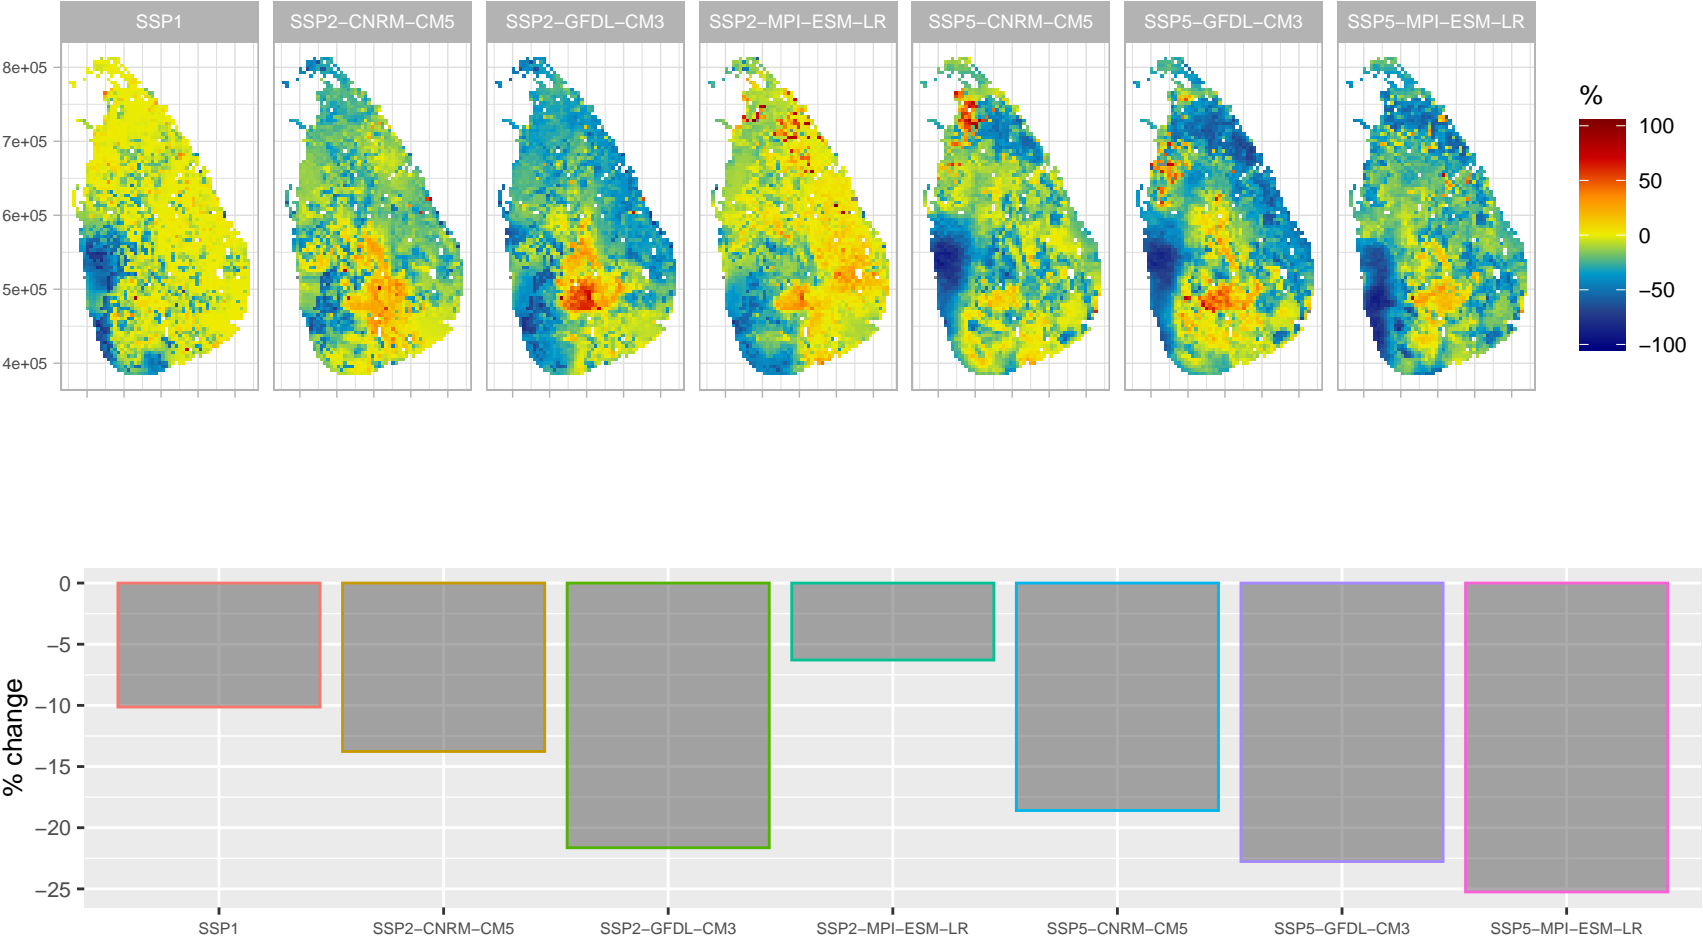 SSP1 SSP2−CNRM−CM5 SSP2−GFDL−CM3 SSP2−MPI−ESM−LR SSP5−CNRM−CM5 SSP5−GFDL−CM3 SSP5−MPI−ESM−LR
8e+05
7e+05
6e+05
5e+05
4e+05
%
100
50
0
−50
−100
% change
0
−5
−10
−15
−20
−25
SSP1 SSP2−CNRM−CM5 SSP2−GFDL−CM3 SSP2−MPI−ESM−LR SSP5−CNRM−CM5 SSP5−GFDL−CM3 SSP5−MPI−ESM−LR